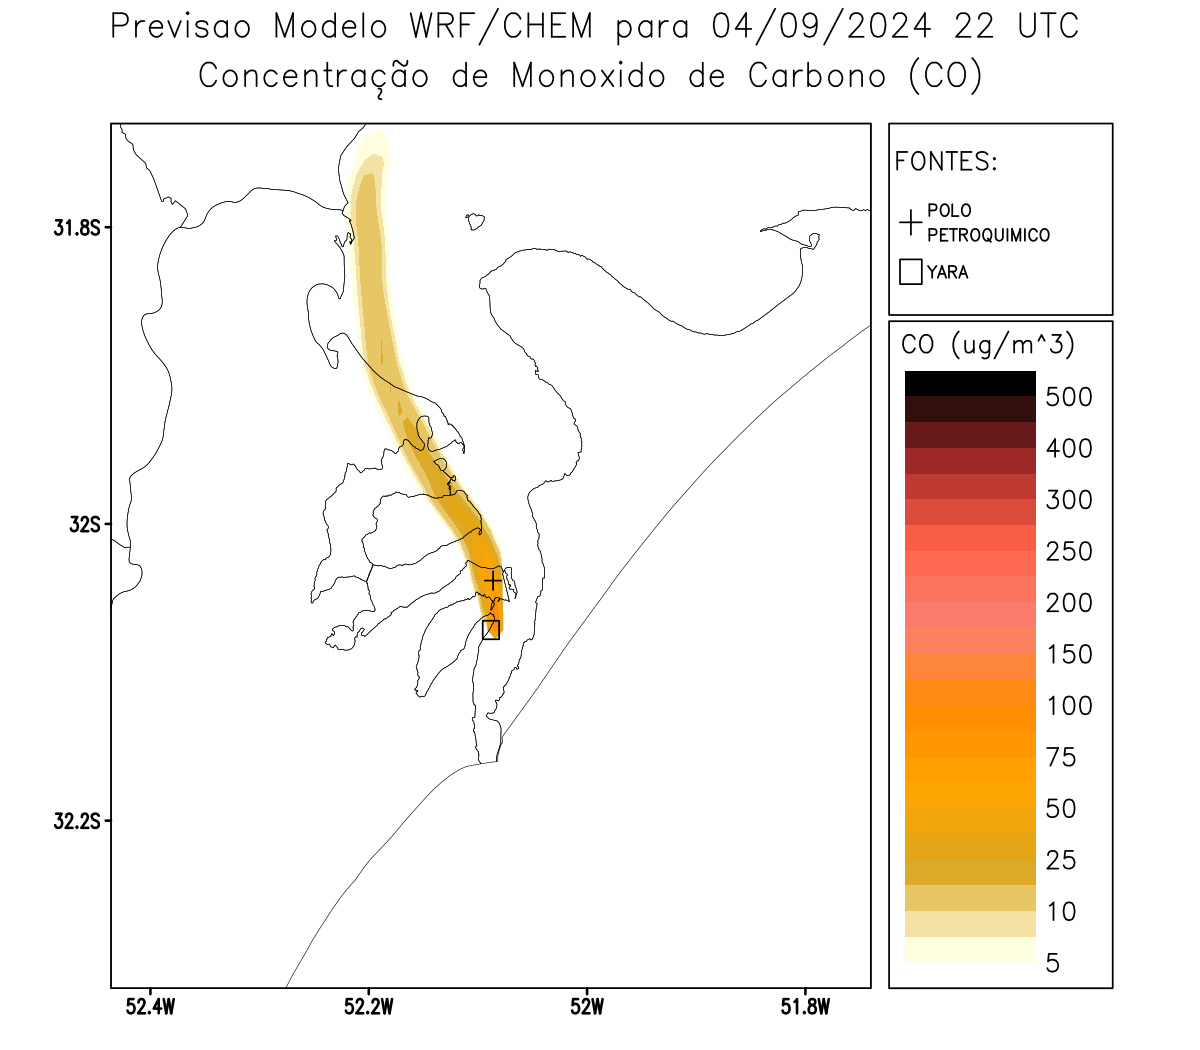 Previsao Modelo WRF/CHEM para 04/09/2024 22 UTC
Concentração de Monoxido de Carbono (CO)
FONTES:
POLO
PETROQUIMICO
YARA
CO (ug/m^3)
500
400
300
250
200
150
100
75
50
25
10
5
31.8S
32S
32.2S
52.4W
52.2W
52W
51.8W